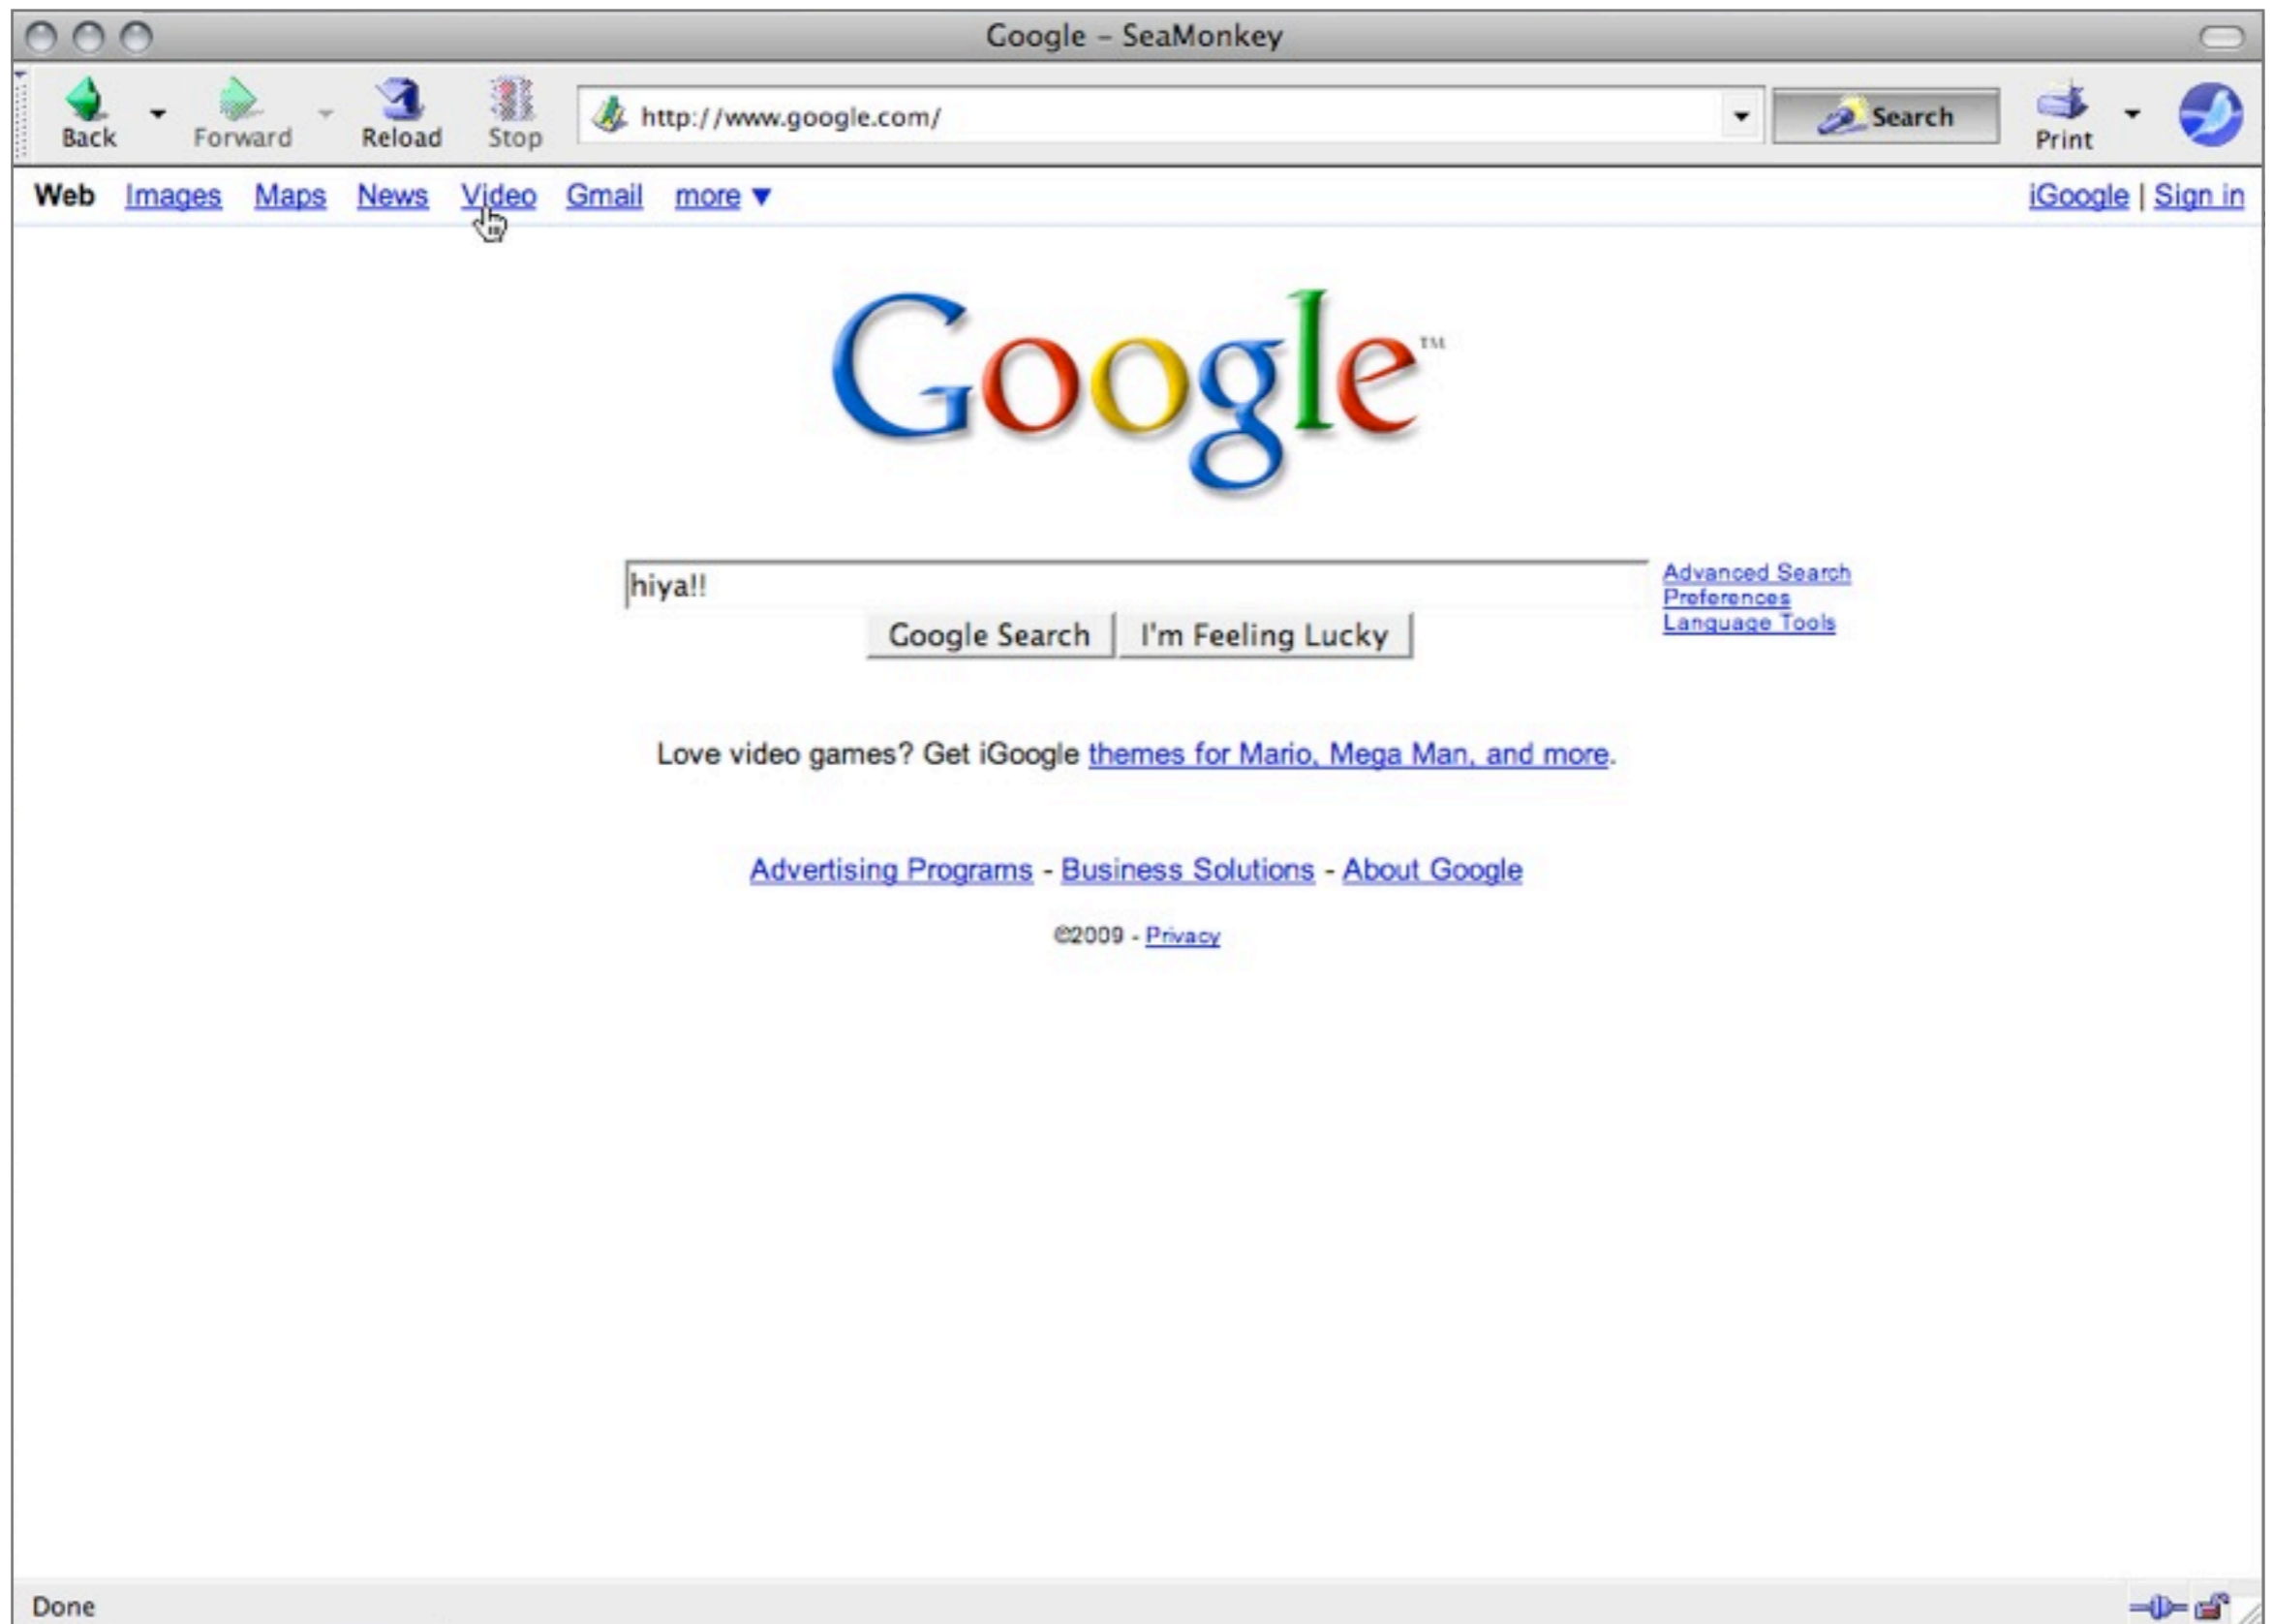 Google – SeaMonkey
Back Forward Reload Stop http://www.google.com/ Search Print
Web Images Maps News Video Gmail more ▼ iGoogle | Sign in
Google™
hiya!! Advanced Search
Preferences
Google Search I'm Feeling Lucky Language Tools
Love video games? Get iGoogle themes for Mario, Mega Man, and more.
Advertising Programs - Business Solutions - About Google
©2009 - Privacy
Done